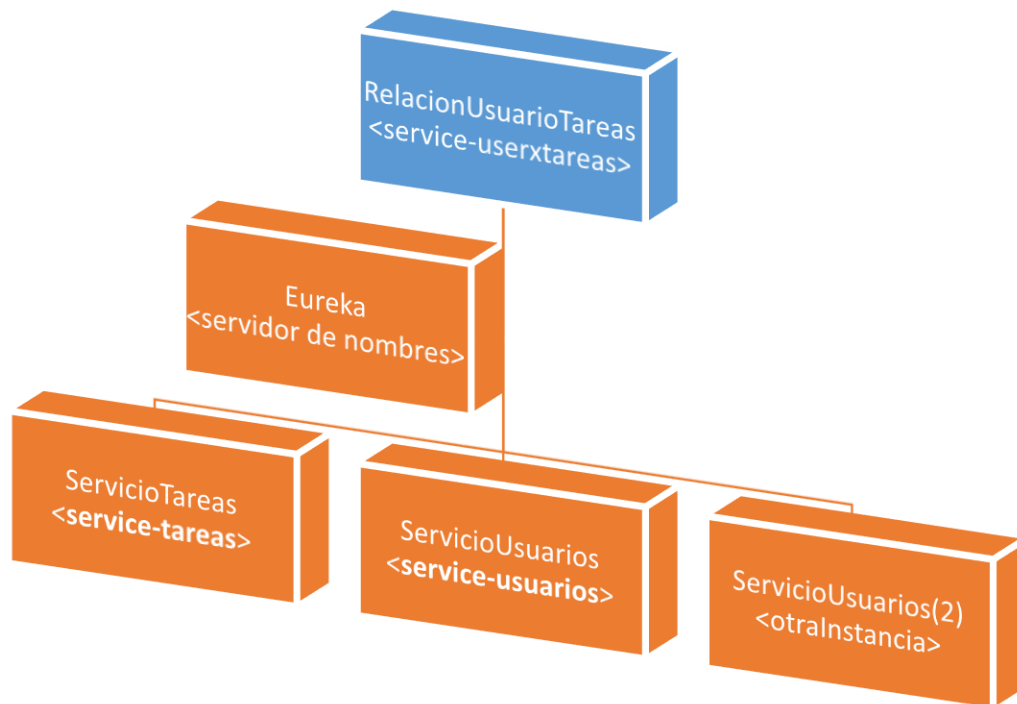 RelacionUsuarioTareas
<service-userxtareas>
Eureka
<servidor de nombres>
ServicioTareas
<service-tareas>
ServicioUsuarios
<service-usuarios>
ServicioUsuarios(2)
<otraInstancia>